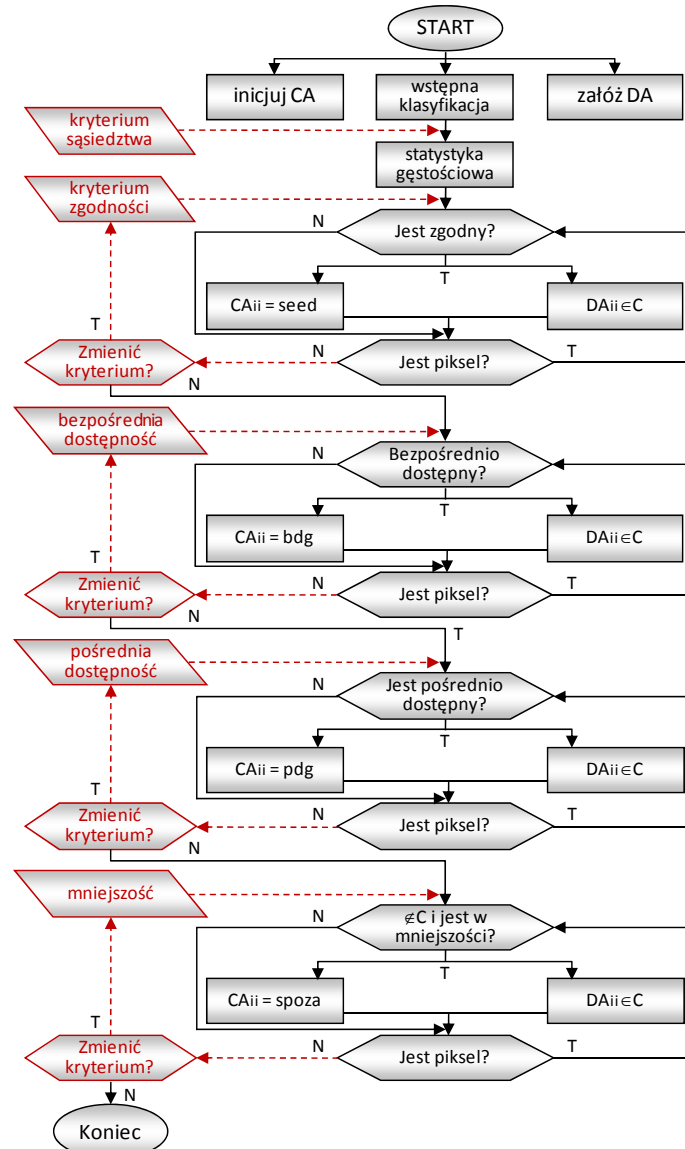 START
inicjuj CA
wstępna
klasyfikacja
załóż DA
kryterium
sąsiedztwa
statystyka
gęstościowa
kryterium
zgodności
N
Jest zgodny?
T
CAii = seed
DAii∈C
T
Zmienić
kryterium?
N
Jest piksel?
T
N
bezpośrednia
dostępność
N
Bezpośrednio
dostępny?
T
CAii = bdg
DAii∈C
T
Zmienić
kryterium?
N
Jest piksel?
T
N
T
pośrednia
dostępność
N
Jest pośrednio
dostępny?
T
CAii = pdg
DAii∈C
T
Zmienić
kryterium?
N
Jest piksel?
T
N
mniejszość
N
∉C i jest w
mniejszości?
T
CAii = spoza
DAii∈C
T
Zmienić
kryterium?
N
Jest piksel?
T
N
Koniec